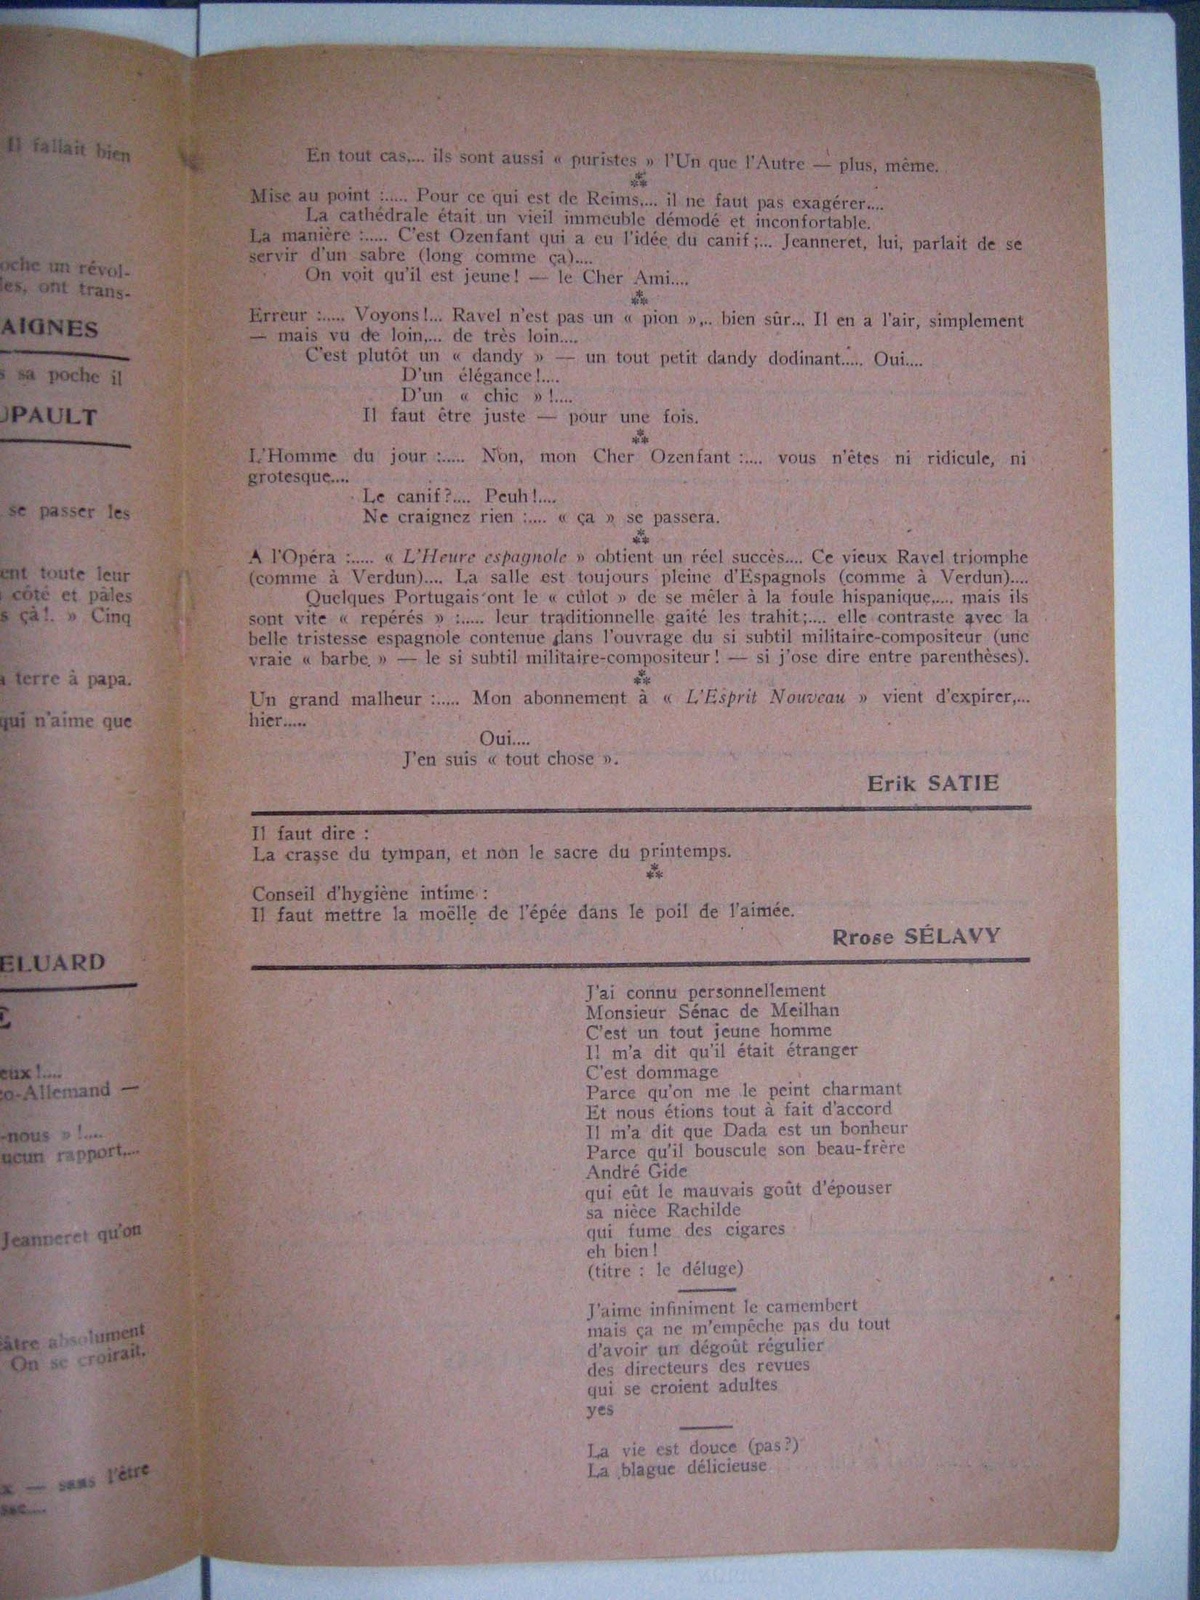 Il fallait bien
oche un révol-
les, ont trans-
AIGNES
s sa poche il
UPAULT
se passer les
ent toute leur
côté et pâles
s çà!. » Cinq
a terre à papa.
qui n'aime que
ELUARD
E
eux!....
co-Allemand —
-nous » !....
ucun rapport,...
Jeanneret qu'on
éâtre absolument
On se croirait.
x — sans l'être
sse....
En tout cas,... ils sont aussi « puristes » l'Un que l'Autre — plus, même.
***
Mise au point :..... Pour ce qui est de Reims,... il ne faut pas exagérer....
La cathédrale était un vieil immeuble démodé et inconfortable.
La manière :..... C'est Ozenfant qui a eu l'idée du canif;... Jeanneret, lui, parlait de se
servir d'un sabre (long comme ça)....
On voit qu'il est jeune! — le Cher Ami....
***
Erreur :..... Voyons!... Ravel n'est pas un « pion »,.. bien sûr... Il en a l'air, simplement
— mais vu de loin,... de très loin....
C'est plutôt un « dandy » — un tout petit dandy dodinant..... Oui....
D'un élégance!....
D'un « chic » !....
Il faut être juste — pour une fois.
***
L'Homme du jour :..... Non, mon Cher Ozenfant :.... vous n'êtes ni ridicule, ni
grotesque....
Le canif?.... Peuh!....
Ne craignez rien :.... « ça » se passera.
***
A l'Opéra :..... « L'Heure espagnole » obtient un réel succès.... Ce vieux Ravel triomphe
(comme à Verdun).... La salle est toujours pleine d'Espagnols (comme à Verdun)....
Quelques Portugais ont le « culot » de se mêler à la foule hispanique,.... mais ils
sont vite « repérés » :..... leur traditionnelle gaité les trahit;.... elle contraste avec la
belle tristesse espagnole contenue dans l'ouvrage du si subtil militaire-compositeur (une
vraie « barbe » — le si subtil militaire-compositeur! — si j'ose dire entre parenthèses).
***
Un grand malheur :..... Mon abonnement à « L'Esprit Nouveau » vient d'expirer,...
hier.....
Oui....
J'en suis « tout chose ».
Erik SATIE
Il faut dire :
La crasse du tympan, et non le sacre du printemps.
***
Conseil d'hygiène intime :
Il faut mettre la moëlle de l'épée dans le poil de l'aimée.
Rrose SÉLAVY
J'ai connu personnellement
Monsieur Sénac de Meilhan
C'est un tout jeune homme
Il m'a dit qu'il était étranger
C'est dommage
Parce qu'on me le peint charmant
Et nous étions tout à fait d'accord
Il m'a dit que Dada est un bonheur
Parce qu'il bouscule son beau-frère
André Gide
qui eût le mauvais goût d'épouser
sa nièce Rachilde
qui fume des cigares
eh bien!
(titre : le déluge)
J'aime infiniment le camembert
mais ça ne m'empêche pas du tout
d'avoir un dégoût régulier
des directeurs des revues
qui se croient adultes
yes
La vie est douce (pas?)
La blague délicieuse